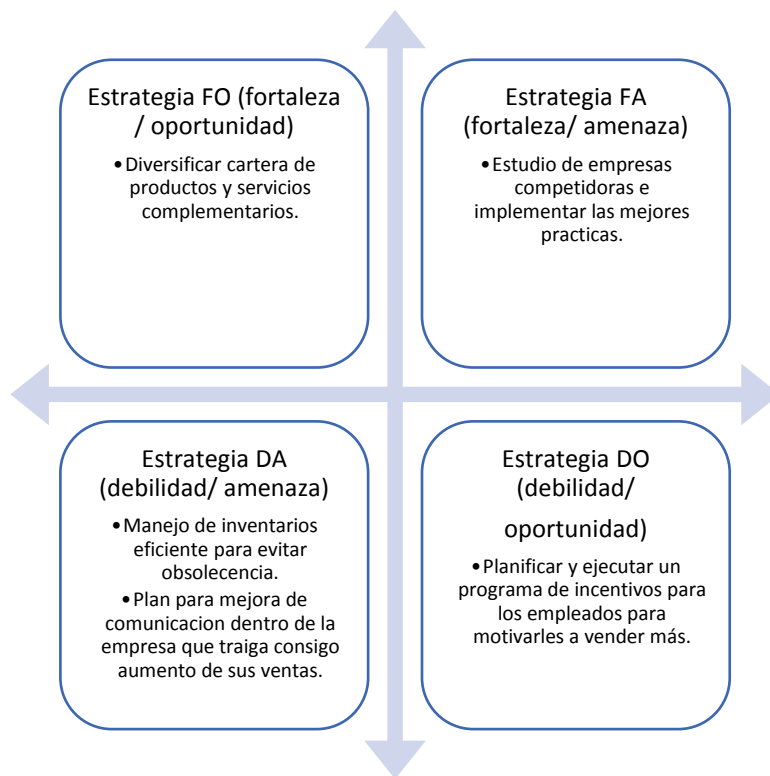 Estrategia FO (fortaleza
/ oportunidad)
•Diversificar cartera de
productos y servicios
complementarios.
Estrategia FA
(fortaleza/ amenaza)
•Estudio de empresas
competidoras e
implementar las mejores
practicas.
Estrategia DA
(debilidad/ amenaza)
•Manejo de inventarios
eficiente para evitar
obsolecencia.
•Plan para mejora de
comunicacion dentro de la
empresa que traiga consigo
aumento de sus ventas.
Estrategia DO
(debilidad/
oportunidad)
•Planificar y ejecutar un
programa de incentivos para
los empleados para
motivarles a vender más.